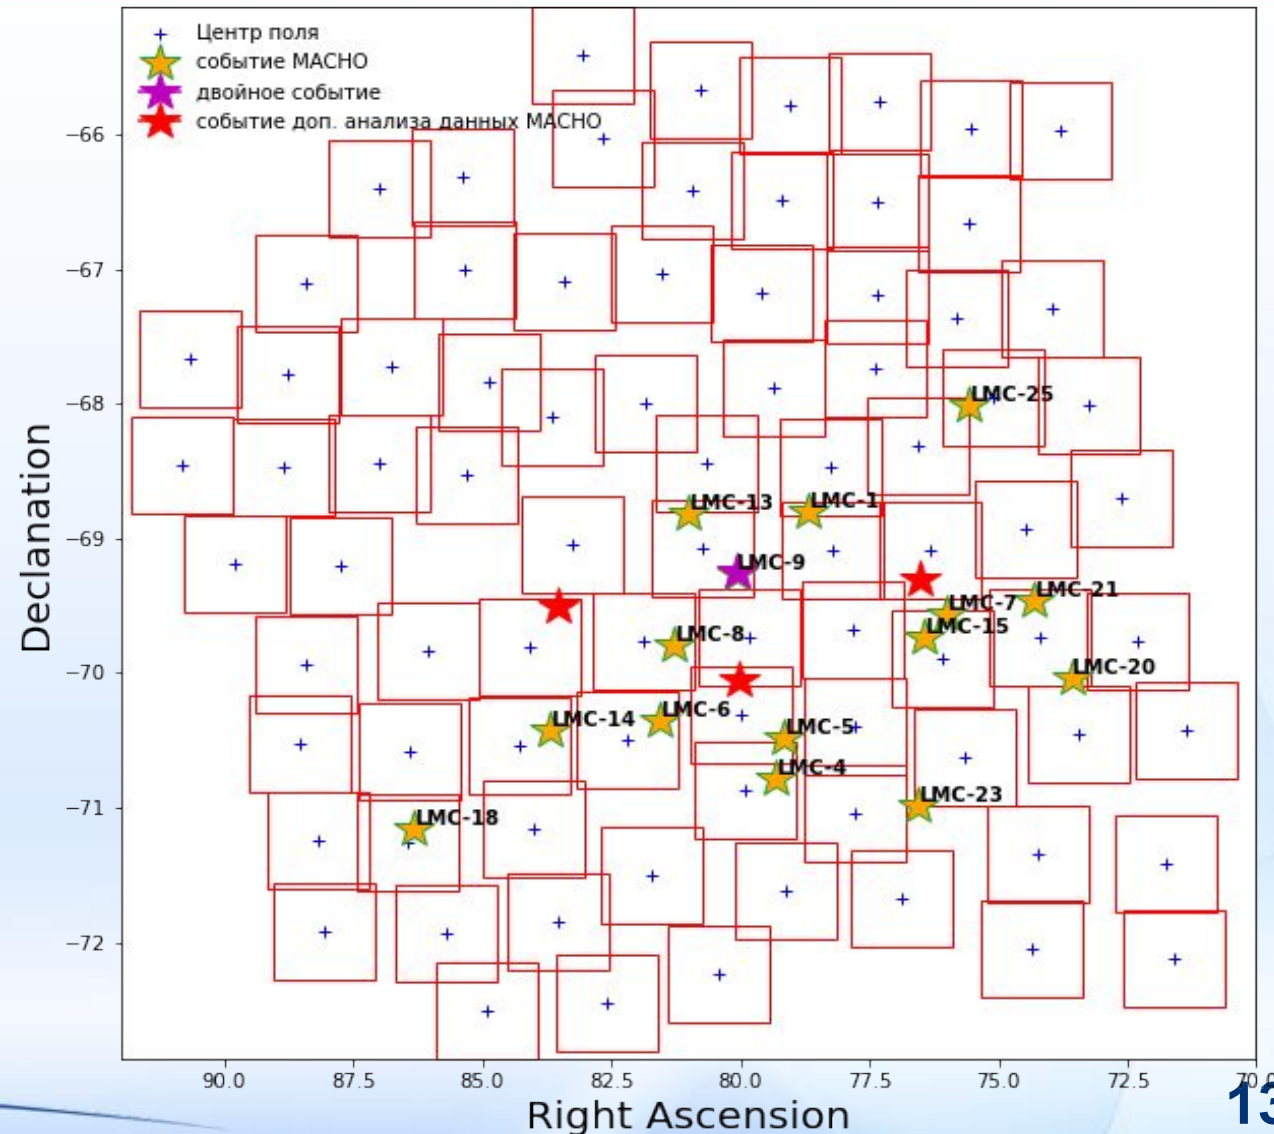 Центр поля
событие MACHO
двойное событие
событие доп. анализа данных MACHO
−66
−67
−68
−69
−70
−71
−72
Declanation
LMC-25
LMC-13
LMC-1
LMC-9
LMC-7
LMC-21
LMC-15
LMC-8
LMC-20
LMC-6
LMC-14
LMC-5
LMC-4
LMC-23
LMC-18
90.0 87.5 85.0 82.5 80.0 77.5 75.0 72.5 70.0
Right Ascension
13